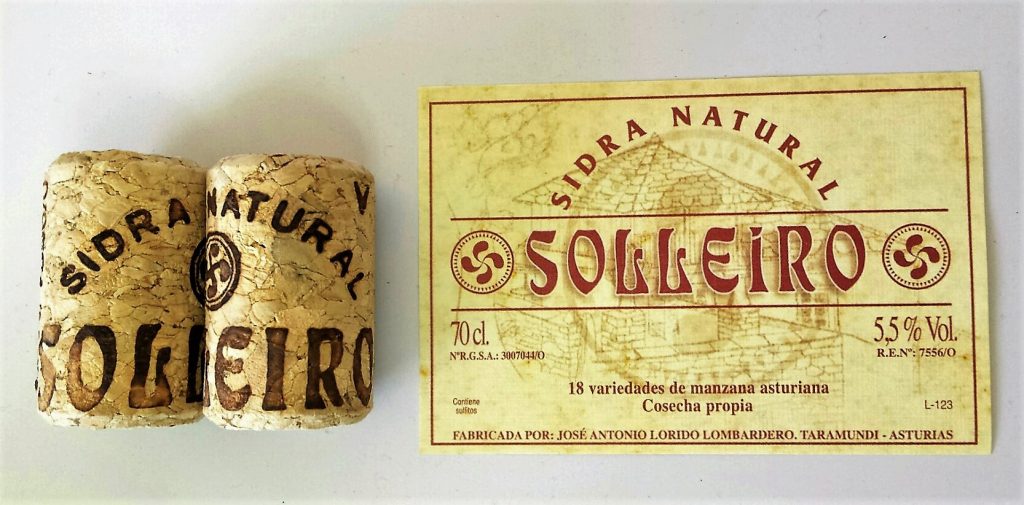 SIDRA NATURAL
SOLLEIRO
V
SIDRA NATURAL
SOLLEIRO
70 cl.
5,5 % Vol.
NºR.G.S.A.: 3007044/O
R.E.Nº: 7556/O
18 variedades de manzana asturiana
Cosecha propia
Contiene
sulfitos
L-123
FABRICADA POR: JOSÉ ANTONIO LORIDO LOMBARDERO. TARAMUNDI - ASTURIAS